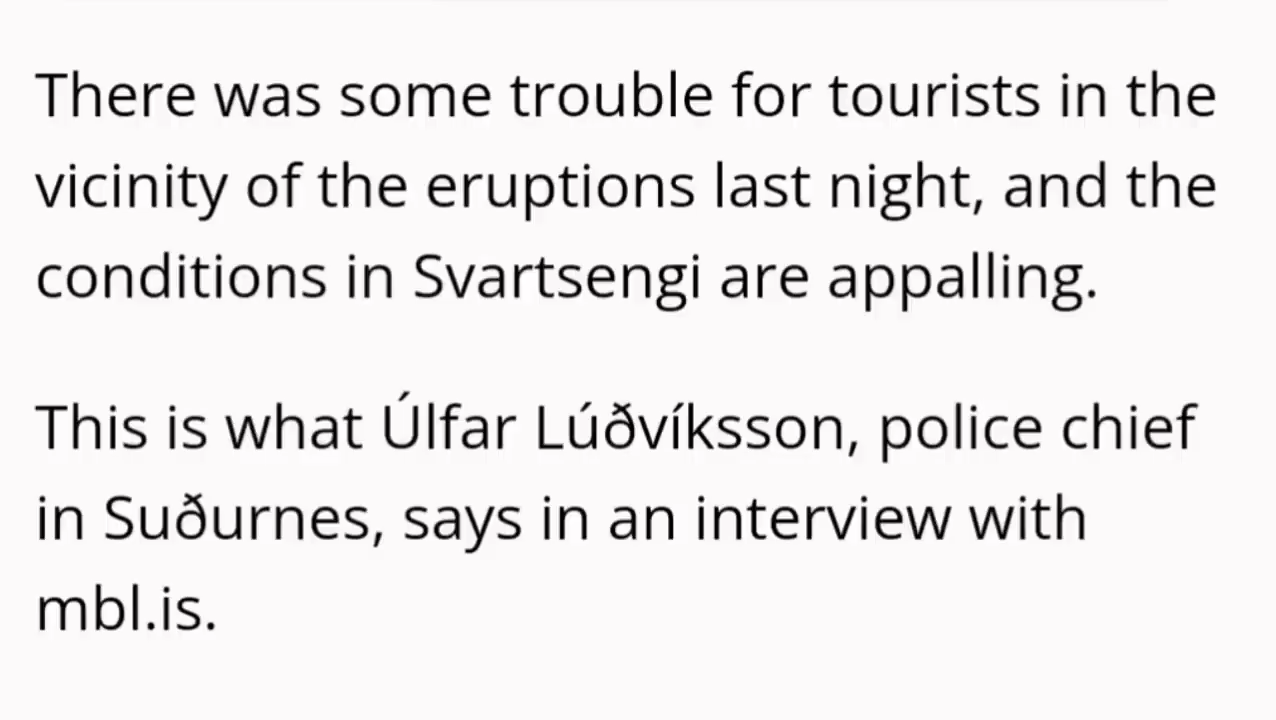 There was some trouble for tourists in the
vicinity of the eruptions last night, and the
conditions in Svartsengi are appalling.
This is what Úlfar Lúðvíksson, police chief
in Suðurnes, says in an interview with
mbl.is.